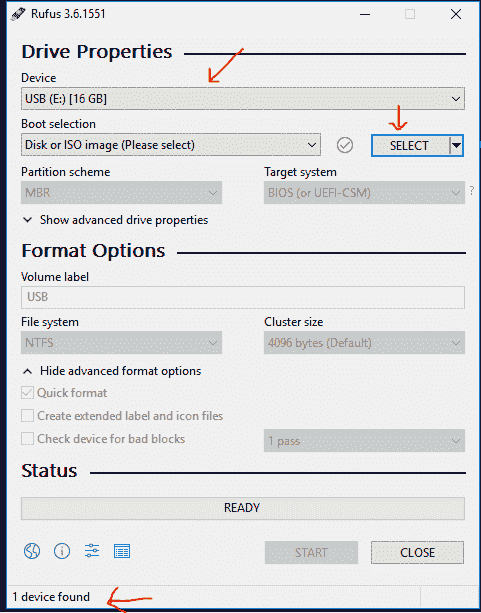 Rufus 3.6.1551
Drive Properties
Device
USB (E:) [16 GB]
Boot selection
Disk or ISO image (Please select)
SELECT
Partition scheme
Target system
MBR
BIOS (or UEFI-CSM)
?
Show advanced drive properties
Format Options
Volume label
USB
File system
Cluster size
NTFS
4096 bytes (Default)
Hide advanced format options
Quick format
Create extended label and icon files
Check device for bad blocks
1 pass
Status
READY
START
CLOSE
1 device found